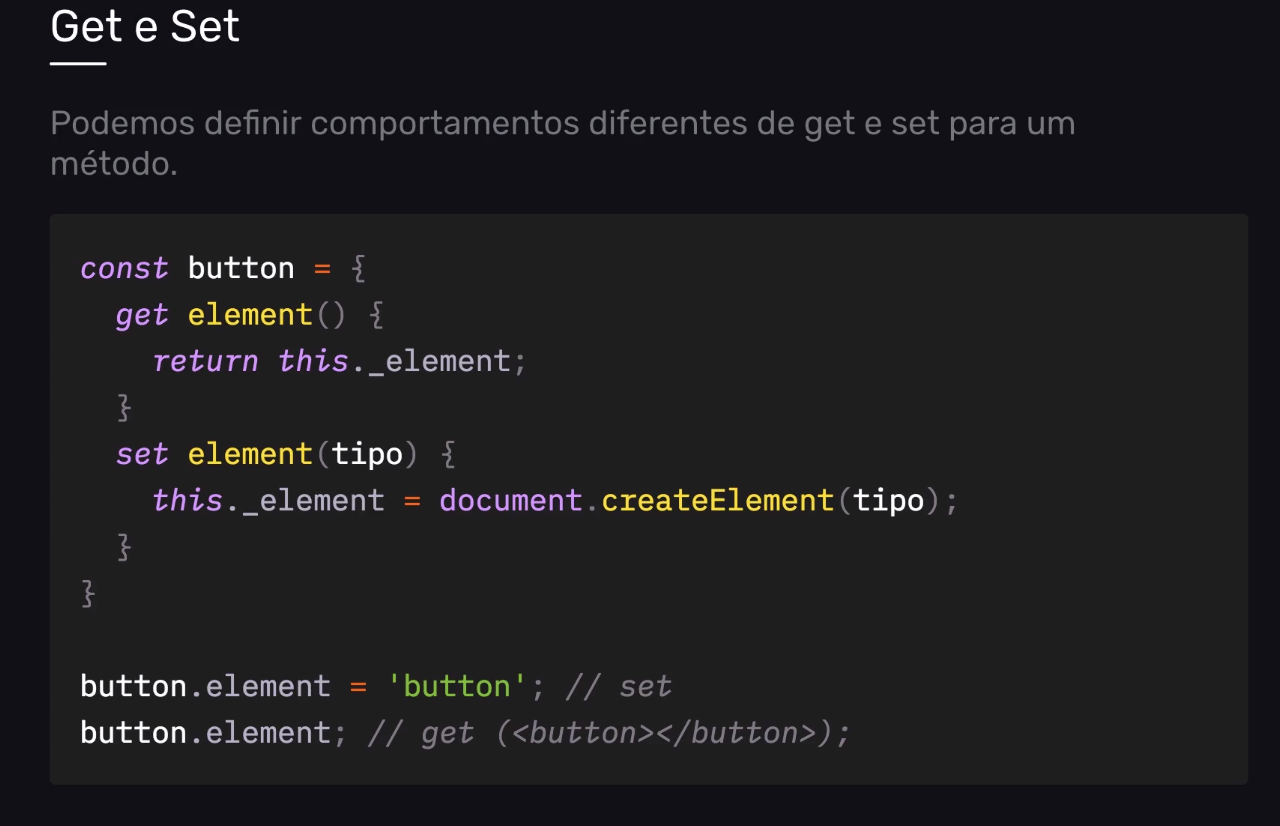 Get e Set
Podemos definir comportamentos diferentes de get e set para um
método.
const button = {
  get element() {
    return this._element;
  }
  set element(tipo) {
    this._element = document.createElement(tipo);
  }
}
button.element = 'button'; // set
button.element; // get (<button></button>);